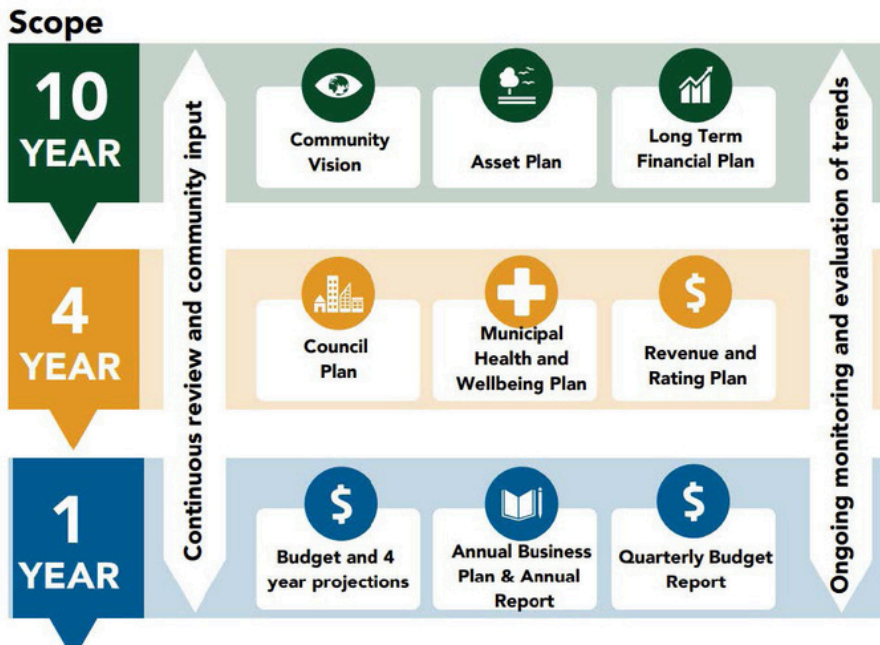 Scope
10
YEAR
Continuous review and community input
Community
Vision
Asset Plan
Long Term
Financial Plan
Ongoing monitoring and evaluation of trends
4
YEAR
Council
Plan
Municipal
Health and
Wellbeing Plan
$
Revenue and
Rating Plan
1
YEAR
$
Budget and 4
year projections
Annual Business
Plan & Annual
Report
$
Quarterly Budget
Report